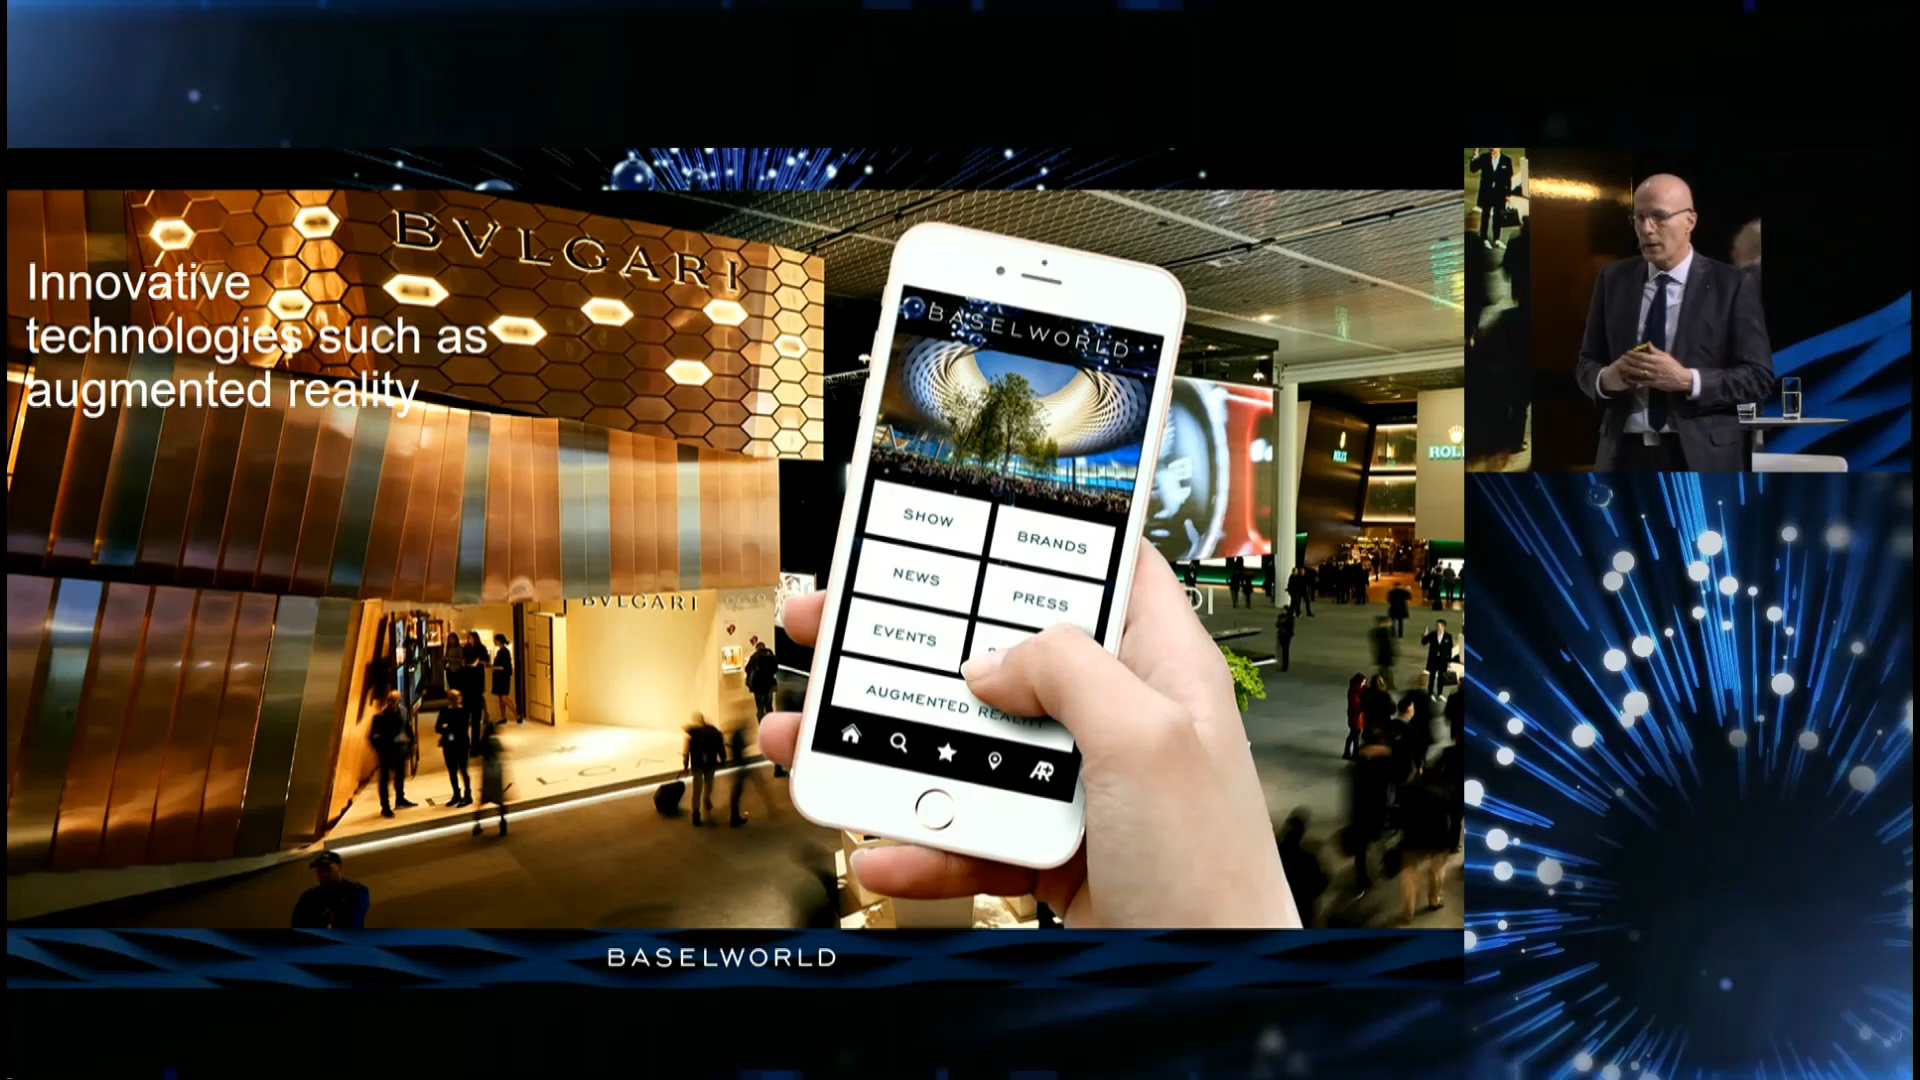 BVLGARI
Innovative
technologies such as
augmented reality
BASELWORLD
SHOW
BRANDS
NEWS
PRESS
EVENTS
AUGMENTED REALITY
AR
BVLGARI
ROLEX
BASELWORLD